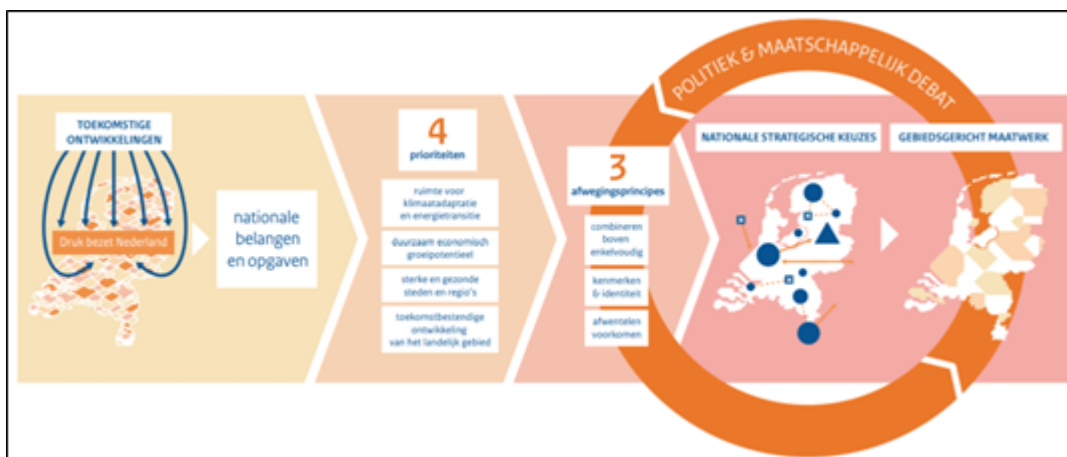 POLITIEK & MAATSCHAPPELIJK DEBAT
TOEKOMSTIGE
ONTWIKKELINGEN
Druk bezet Nederland
nationale
belangen
en opgaven
4
prioriteiten
ruimte voor
klimaatadaptatie
en energietransitie
duurzaam economisch
groeipotentieel
sterke en gezonde
steden en regio's
toekomstbestendige
ontwikkeling
van het landelijk gebied
3
afwegingsprincipes
combineren
boven
enkelvoudig
kenmerken
& identiteit
afwentelen
voorkomen
NATIONALE STRATEGISCHE KEUZES
GEBIEDSGERICHT MAATWERK